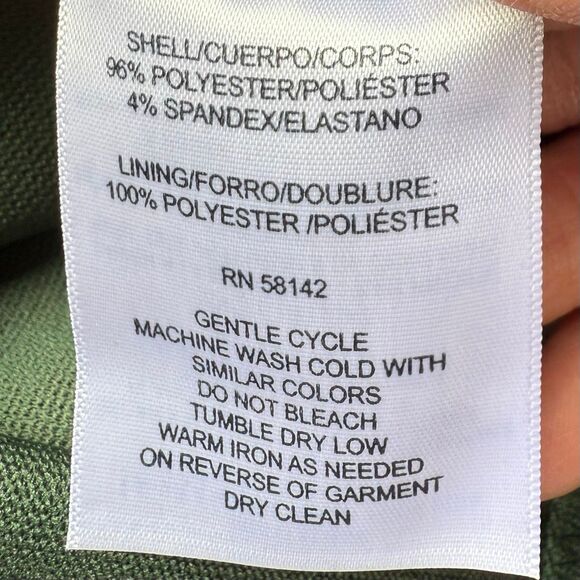 SHELL/CUERPO/CORPS:
96% POLYESTER/POLIÉSTER
4% SPANDEX/ELASTANO
LINING/FORRO/DOUBLURE:
100% POLYESTER /POLIÉSTER
RN 58142
GENTLE CYCLE
MACHINE WASH COLD WITH
SIMILAR COLORS
DO NOT BLEACH
TUMBLE DRY LOW
WARM IRON AS NEEDED
ON REVERSE OF GARMENT
DRY CLEAN